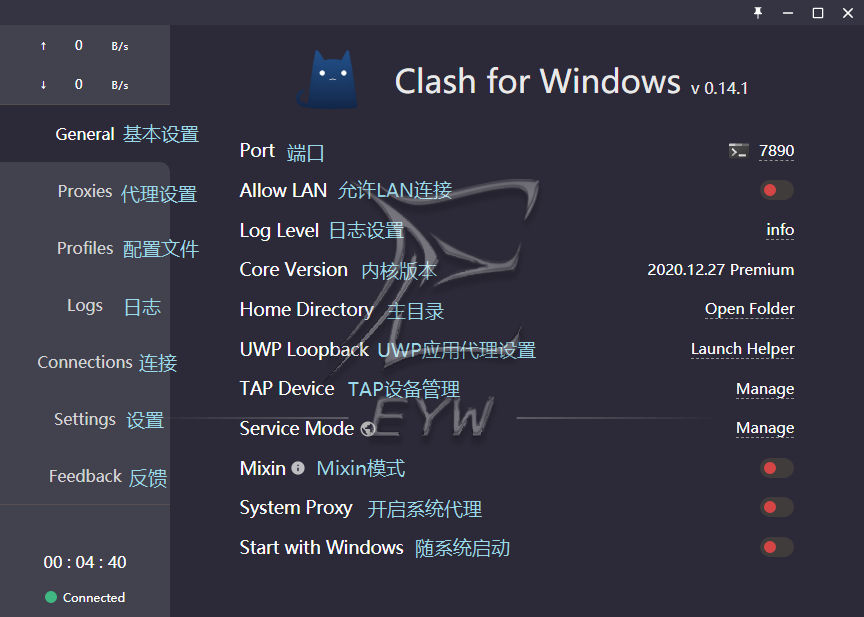 ↑ 0 B/s
↓ 0 B/s
General 基本设置
Proxies 代理设置
Profiles 配置文件
Logs 日志
Connections 连接
Settings 设置
Feedback 反馈
00 : 04 : 40
Connected
Clash for Windows v 0.14.1
Port 端口 7890
Allow LAN 允许LAN连接
Log Level 日志设置 info
Core Version 内核版本 2020.12.27 Premium
Home Directory 主目录 Open Folder
UWP Loopback UWP应用代理设置 Launch Helper
TAP Device TAP设备管理 Manage
EYW
Service Mode Manage
Mixin Mixin模式
System Proxy 开启系统代理
Start with Windows 随系统启动